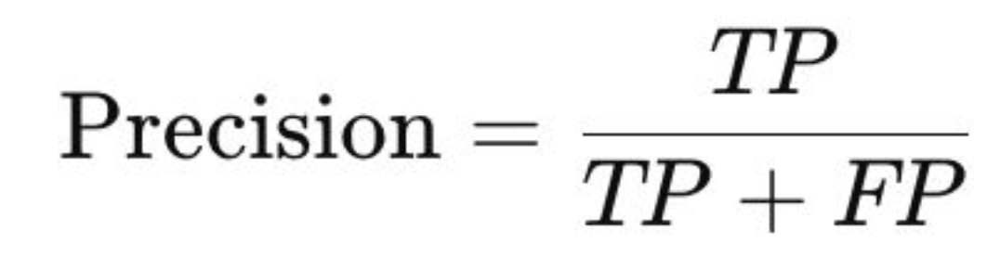 Precision = TP / TP + FP